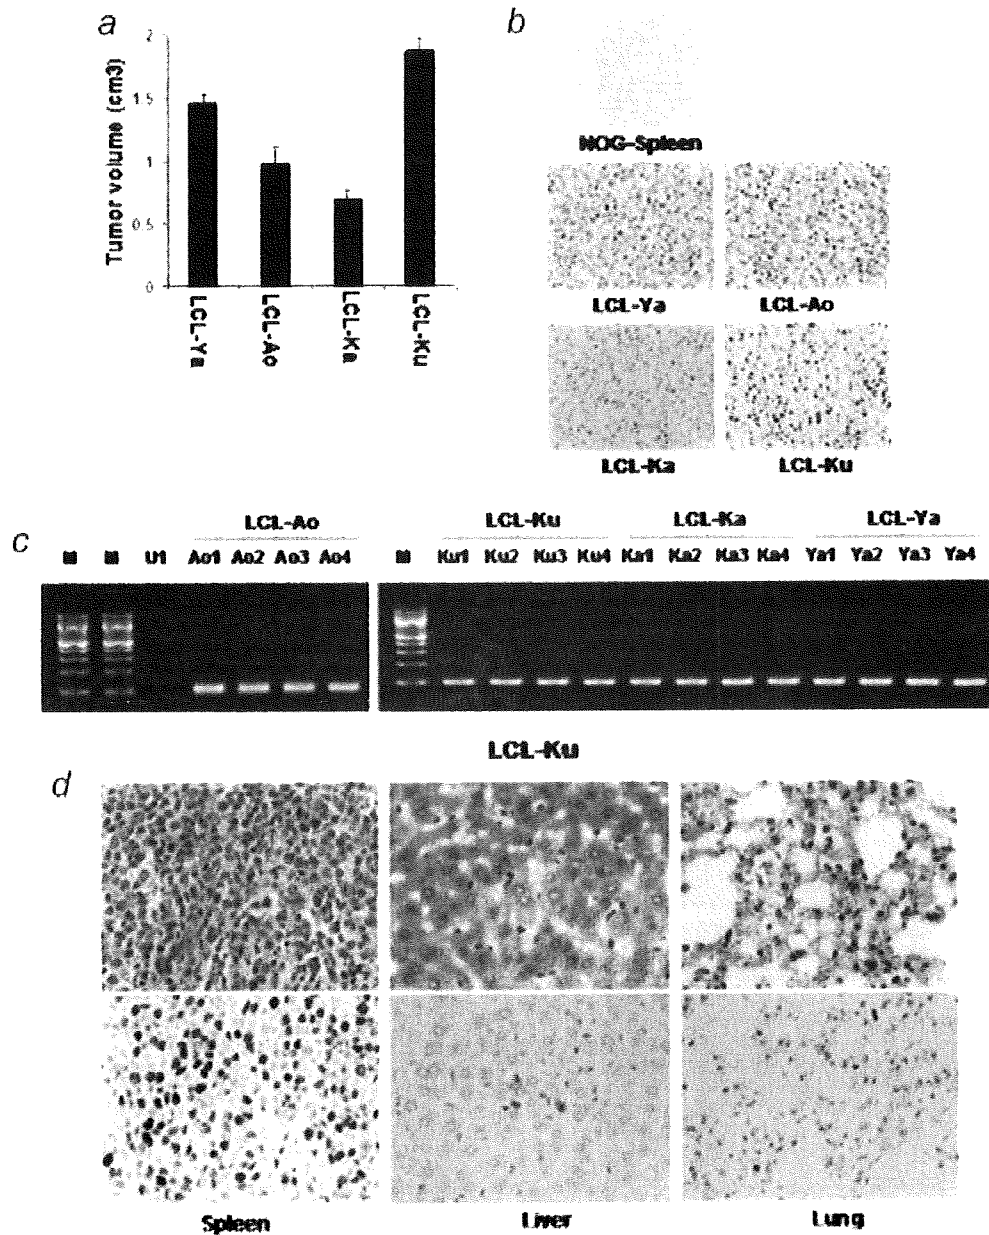 a
Tumor volume (cm3)
2
1.5
1
0.5
0
LCL-Ya
LCL-Ao
LCL-Ka
LCL-Ku
b
NOG-Spleen
LCL-Ya LCL-Ao
LCL-Ka LCL-Ku
c
LCL-Ao LCL-Ku LCL-Ka LCL-Ya
M M U1 Ao1 Ao2 Ao3 Ao4 M Ku1 Ku2 Ku3 Ku4 Ka1 Ka2 Ka3 Ka4 Ya1 Ya2 Ya3 Ya4
LCL-Ku
d
Spleen Liver Lung